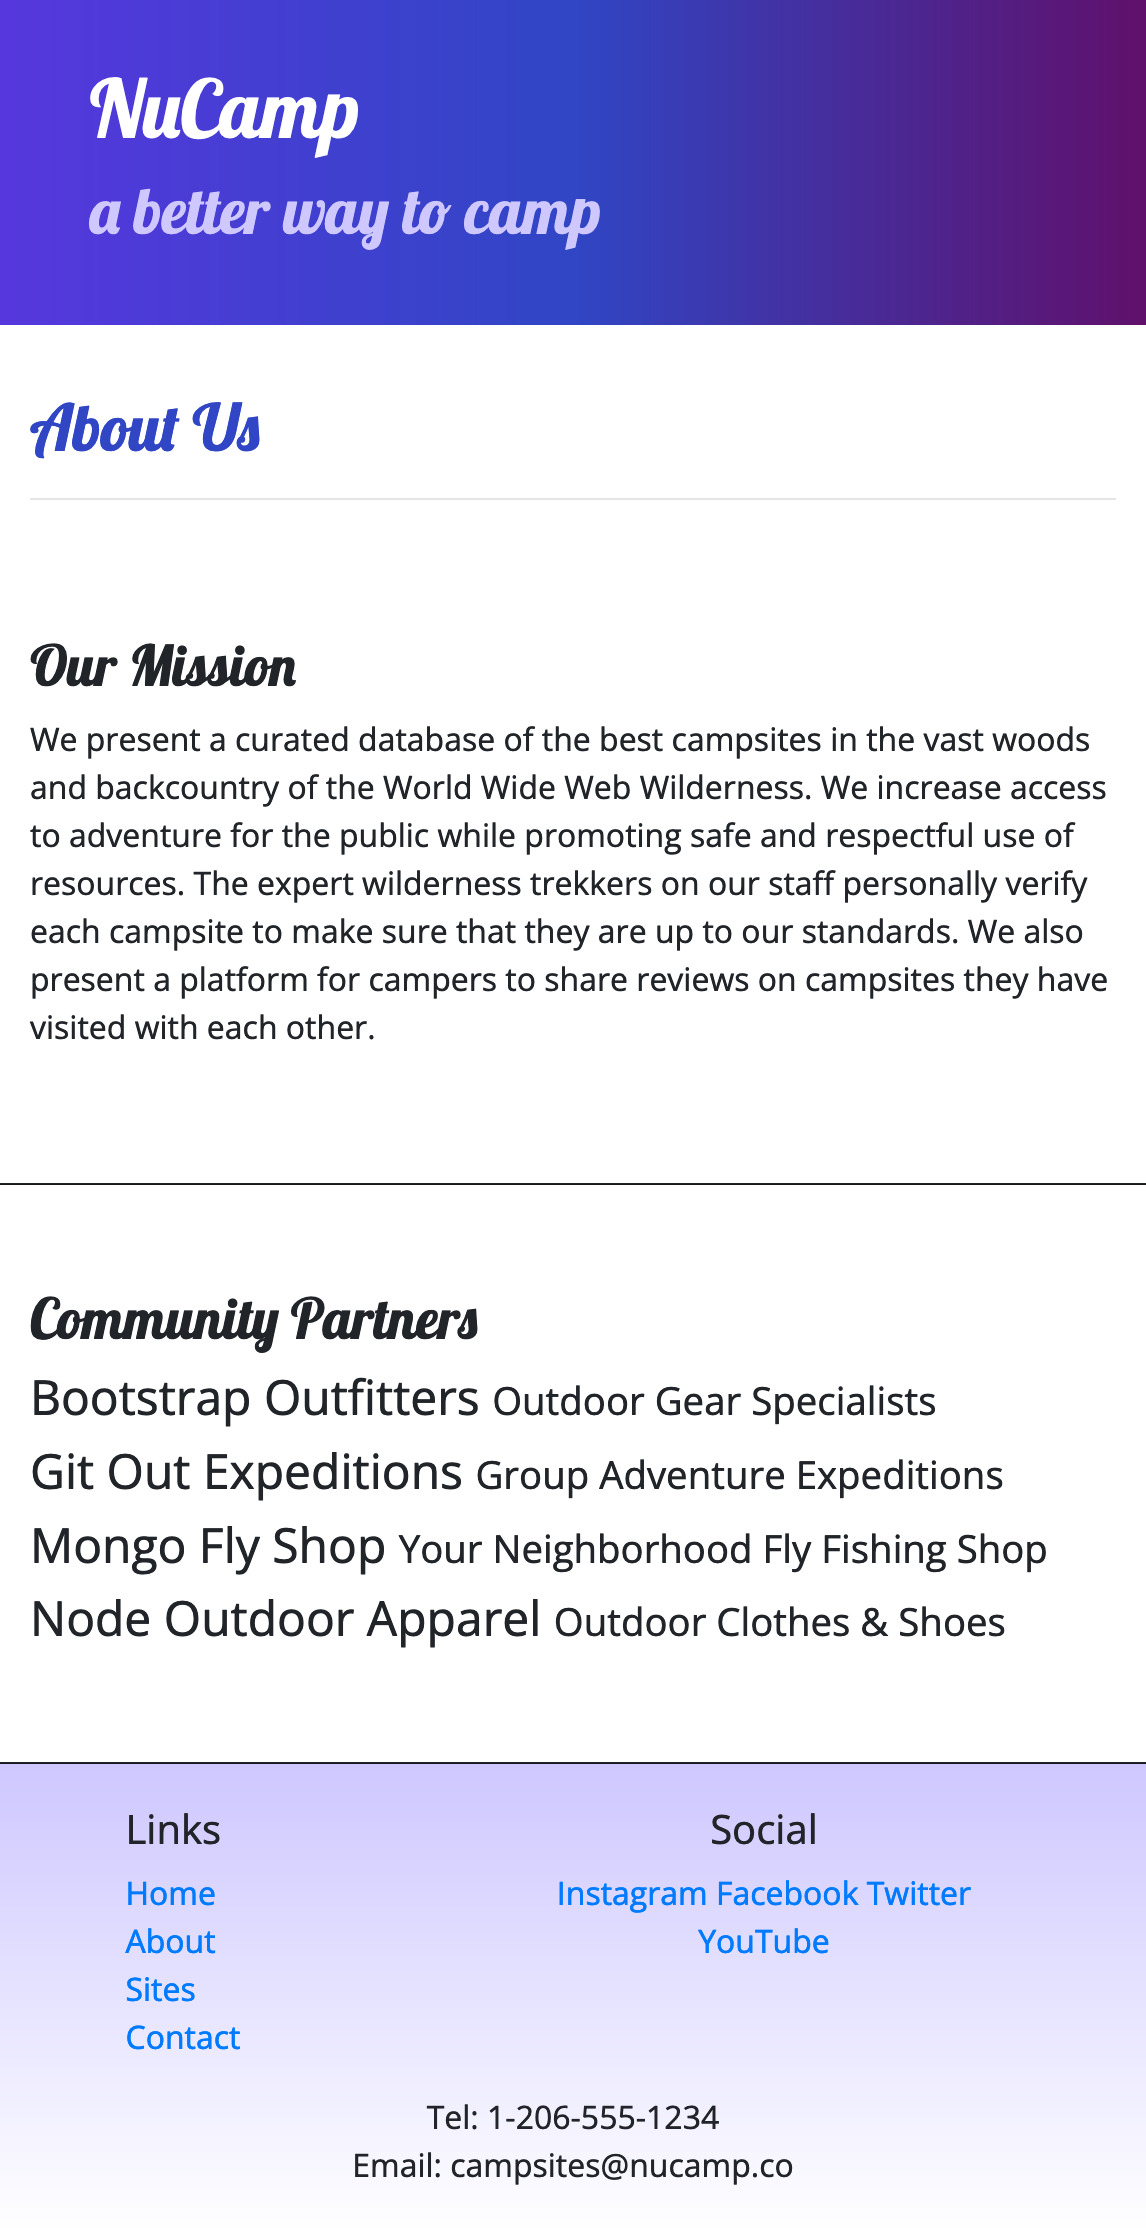 NuCamp
a better way to camp
About Us
Our Mission
We present a curated database of the best campsites in the vast woods
and backcountry of the World Wide Web Wilderness. We increase access
to adventure for the public while promoting safe and respectful use of
resources. The expert wilderness trekkers on our staff personally verify
each campsite to make sure that they are up to our standards. We also
present a platform for campers to share reviews on campsites they have
visited with each other.
Community Partners
Bootstrap Outfitters Outdoor Gear Specialists
Git Out Expeditions Group Adventure Expeditions
Mongo Fly Shop Your Neighborhood Fly Fishing Shop
Node Outdoor Apparel Outdoor Clothes & Shoes
Links
Home
About
Sites
Contact
Social
Instagram Facebook Twitter
YouTube
Tel: 1-206-555-1234
Email: campsites@nucamp.co